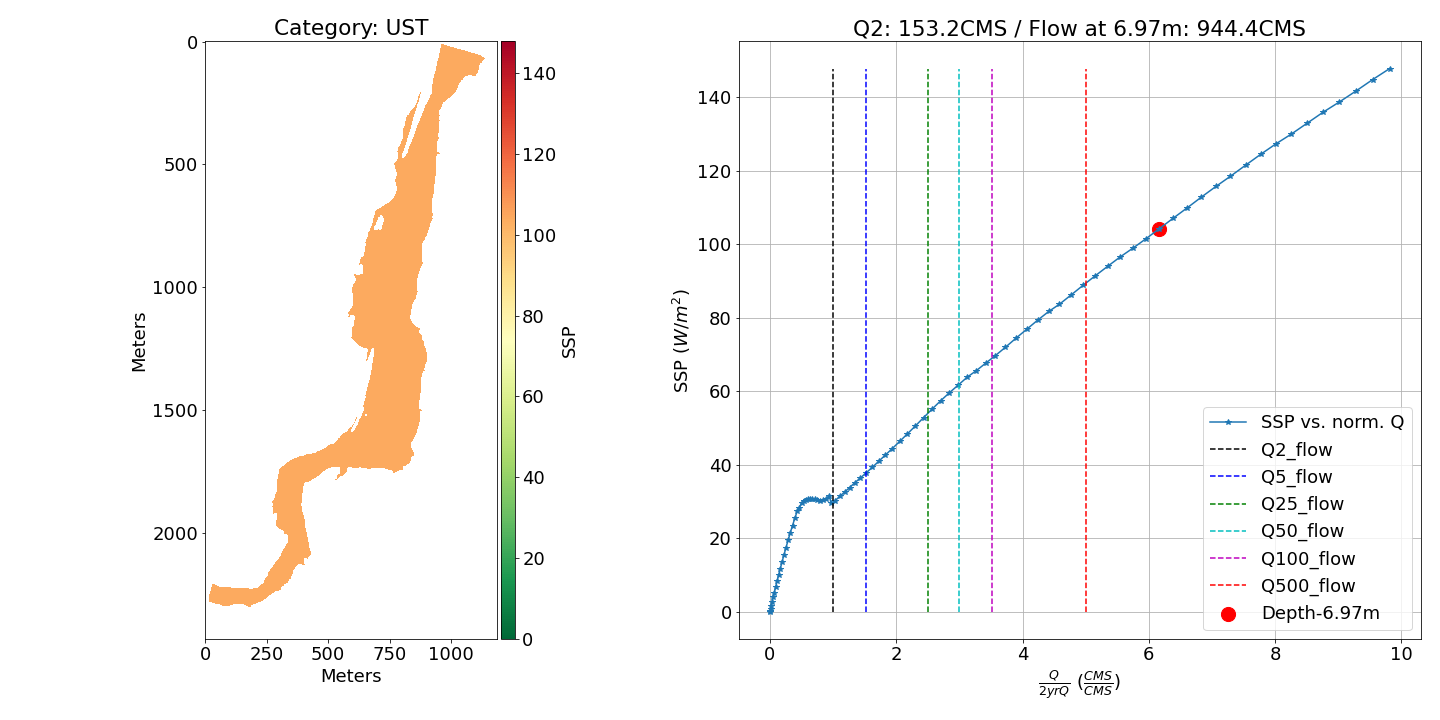 Category: UST
0
500
1000
1500
2000
Meters
0
250
500
750
1000
Meters
140
120
100
80
60
40
20
0
SSP
Q2: 153.2CMS / Flow at 6.97m: 944.4CMS
140
120
100
80
60
40
20
0
SSP (W/m²)
0
2
4
6
8
10
Q/2yrQ (CMS/CMS)
SSP vs. norm. Q
Q2_flow
Q5_flow
Q25_flow
Q50_flow
Q100_flow
Q500_flow
Depth-6.97m